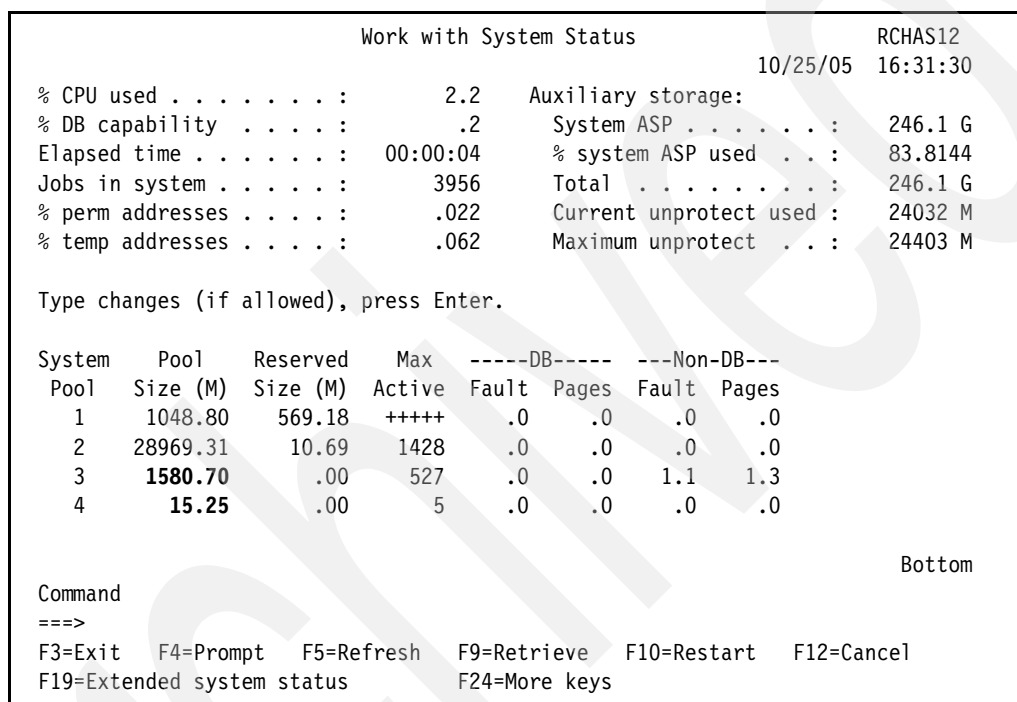 Work with System Status RCHAS12
10/25/05 16:31:30
% CPU used . . . . . . . : 2.2 Auxiliary storage:
% DB capability . . . . : .2 System ASP . . . . . . : 246.1 G
Elapsed time . . . . . . : 00:00:04 % system ASP used . . : 83.8144
Jobs in system . . . . . : 3956 Total . . . . . . . . : 246.1 G
% perm addresses . . . . : .022 Current unprotect used : 24032 M
% temp addresses . . . . : .062 Maximum unprotect . . : 24403 M
Type changes (if allowed), press Enter.
System Pool Reserved Max -----DB----- ---Non-DB---
Pool Size (M) Size (M) Active Fault Pages Fault Pages
1 1048.80 569.18 +++++ .0 .0 .0 .0
2 28969.31 10.69 1428 .0 .0 .0 .0
3 1580.70 .00 527 .0 .0 1.1 1.3
4 15.25 .00 5 .0 .0 .0 .0
Bottom
Command
===>
F3=Exit F4=Prompt F5=Refresh F9=Retrieve F10=Restart F12=Cancel
F19=Extended system status F24=More keys